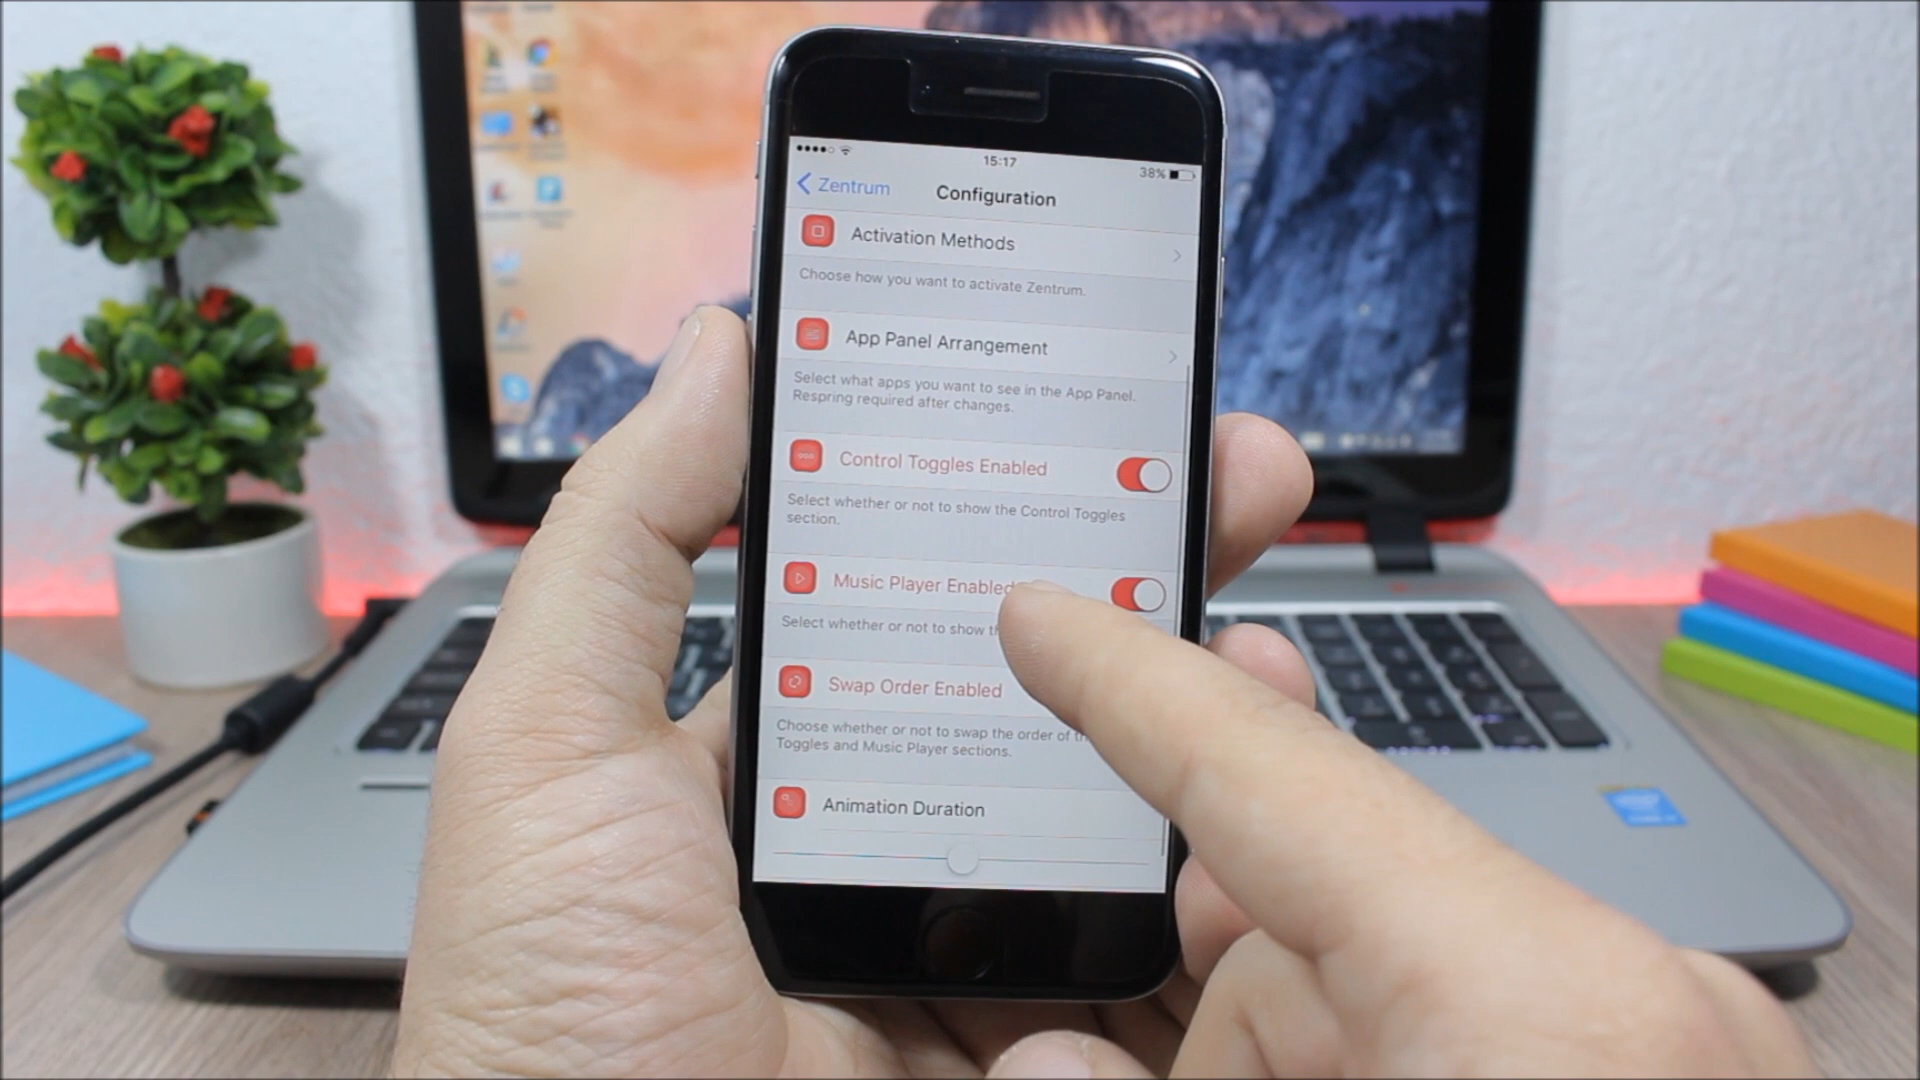 15:17
38%
Zentrum
Configuration
Activation Methods
Choose how you want to activate Zentrum.
App Panel Arrangement
Select what apps you want to see in the App Panel.
Respring required after changes.
Control Toggles Enabled
Select whether or not to show the Control Toggles
section.
Music Player Enabled
Select whether or not to show
Swap Order Enabled
Choose whether or not to swap the order of
Toggles and Music Player sections.
Animation Duration